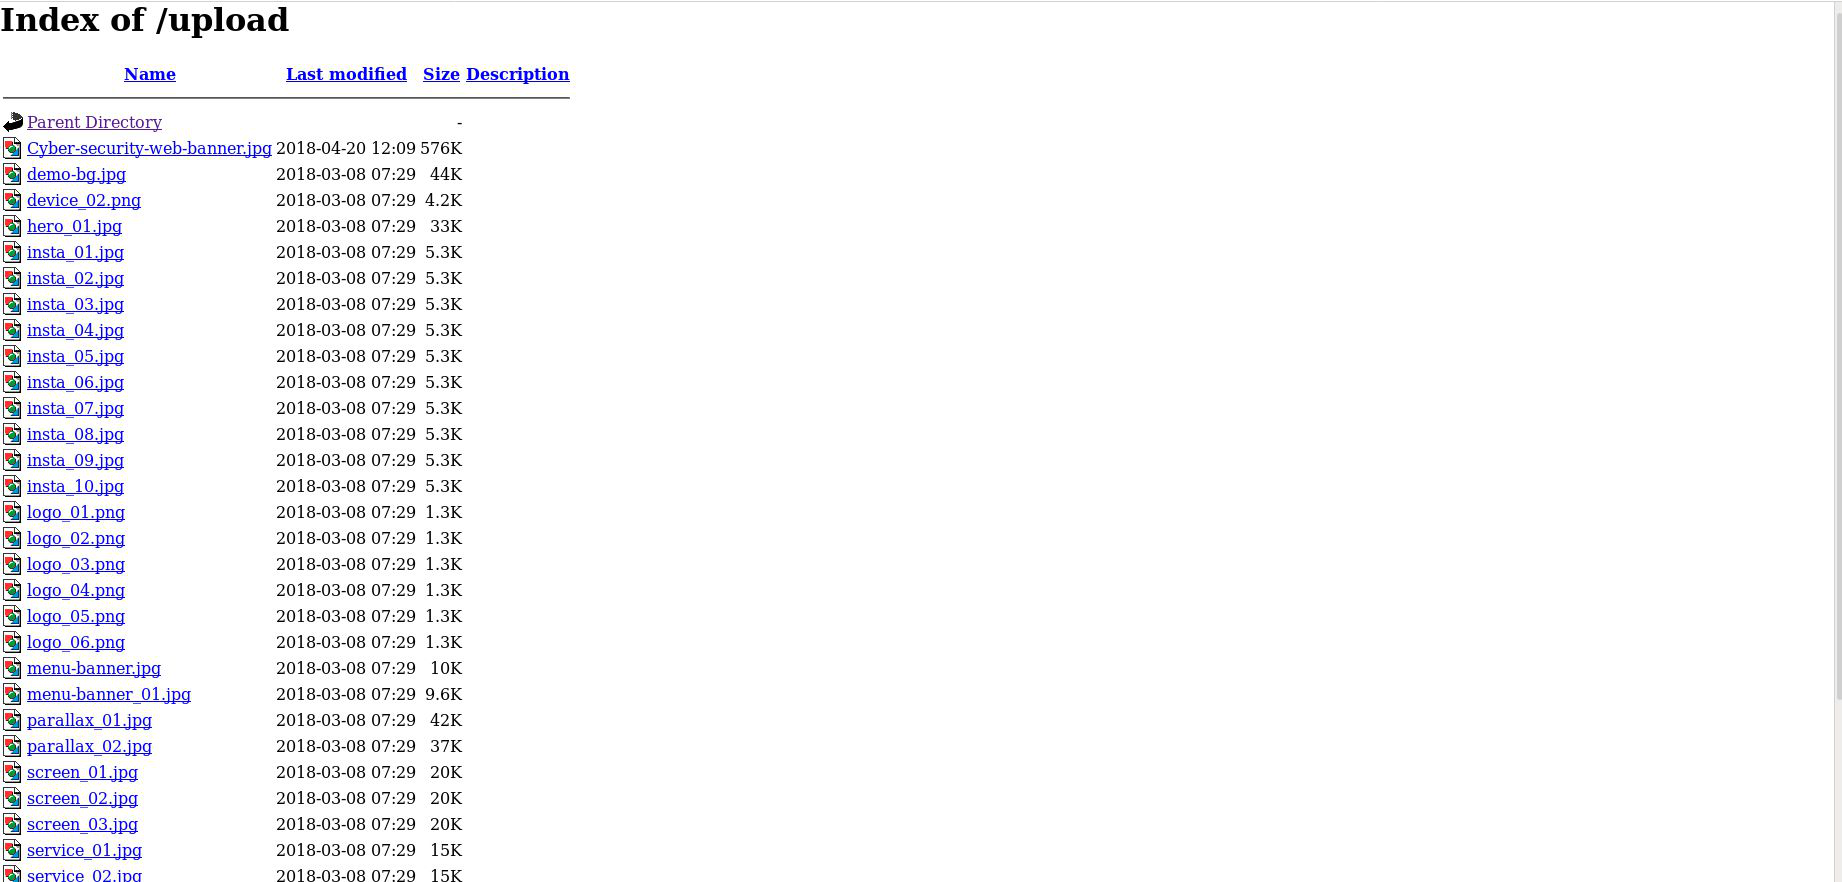 Index of /upload
Name Last modified Size Description
Parent Directory -
Cyber-security-web-banner.jpg 2018-04-20 12:09 576K
demo-bg.jpg 2018-03-08 07:29 44K
device_02.png 2018-03-08 07:29 4.2K
hero_01.jpg 2018-03-08 07:29 33K
insta_01.jpg 2018-03-08 07:29 5.3K
insta_02.jpg 2018-03-08 07:29 5.3K
insta_03.jpg 2018-03-08 07:29 5.3K
insta_04.jpg 2018-03-08 07:29 5.3K
insta_05.jpg 2018-03-08 07:29 5.3K
insta_06.jpg 2018-03-08 07:29 5.3K
insta_07.jpg 2018-03-08 07:29 5.3K
insta_08.jpg 2018-03-08 07:29 5.3K
insta_09.jpg 2018-03-08 07:29 5.3K
insta_10.jpg 2018-03-08 07:29 5.3K
logo_01.png 2018-03-08 07:29 1.3K
logo_02.png 2018-03-08 07:29 1.3K
logo_03.png 2018-03-08 07:29 1.3K
logo_04.png 2018-03-08 07:29 1.3K
logo_05.png 2018-03-08 07:29 1.3K
logo_06.png 2018-03-08 07:29 1.3K
menu-banner.jpg 2018-03-08 07:29 10K
menu-banner_01.jpg 2018-03-08 07:29 9.6K
parallax_01.jpg 2018-03-08 07:29 42K
parallax_02.jpg 2018-03-08 07:29 37K
screen_01.jpg 2018-03-08 07:29 20K
screen_02.jpg 2018-03-08 07:29 20K
screen_03.jpg 2018-03-08 07:29 20K
service_01.jpg 2018-03-08 07:29 15K
service_02.jpg 2018-03-08 07:29 15K